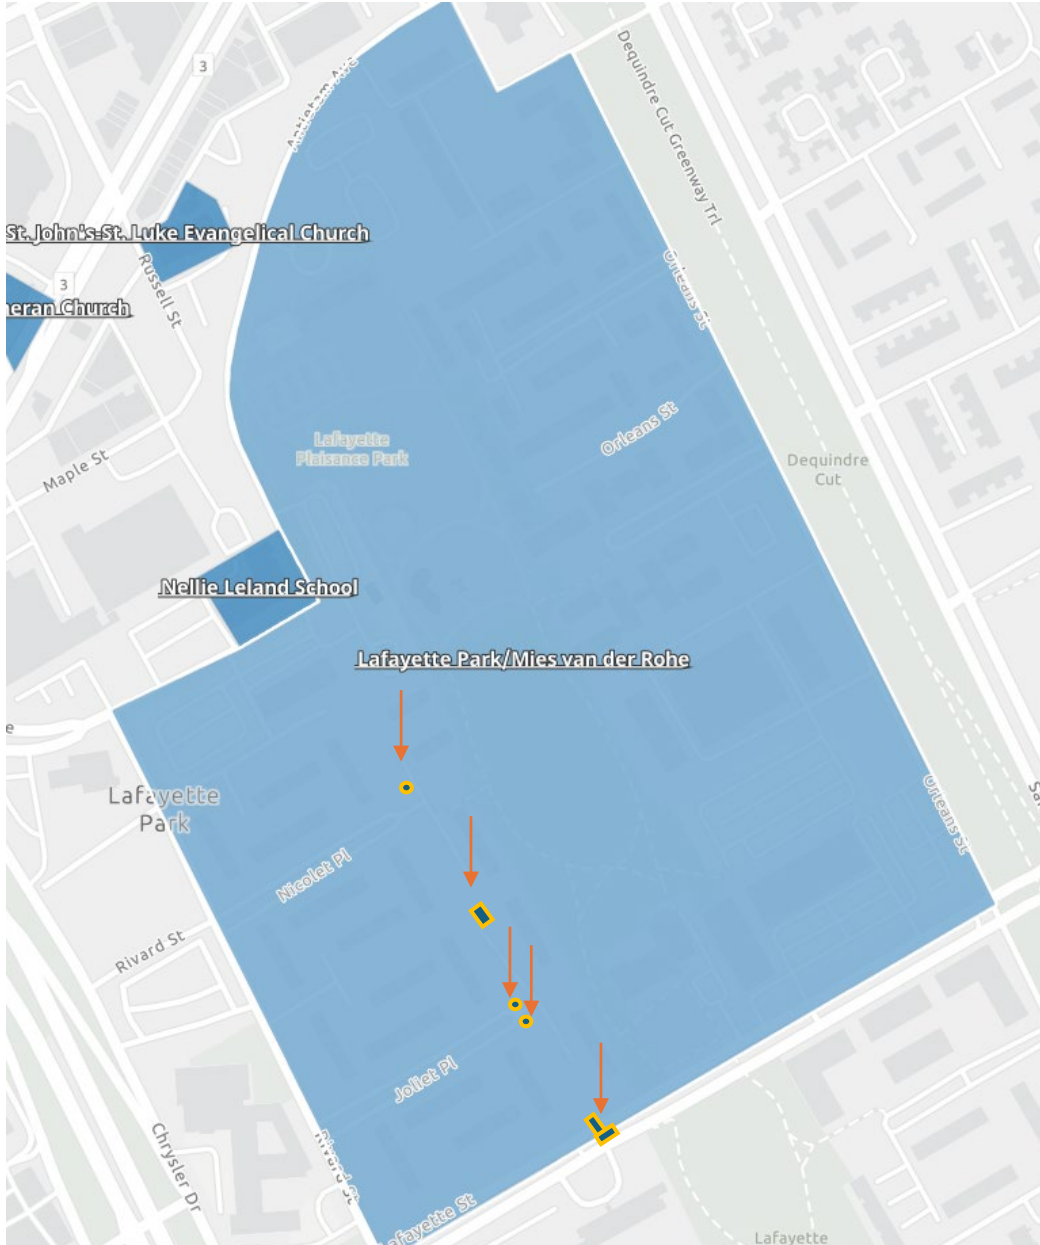 3
Dequindre Cut Greenway Trl
Antietam Ave
St. John's-St. Luke Evangelical Church
Russell St
3
Orleans St
heran Church
Orleans St
Lafayette
Plaisance Park
Maple St
Dequindre
Cut
Nellie Leland School
Lafayette Park/Mies van der Rohe
e
Lafayette
Park
Sa
Orleans St
Nicolet Pl
Rivard St
Joliet Pl
Chrysler Dr
Rivard St
Lafayette St
Lafayette